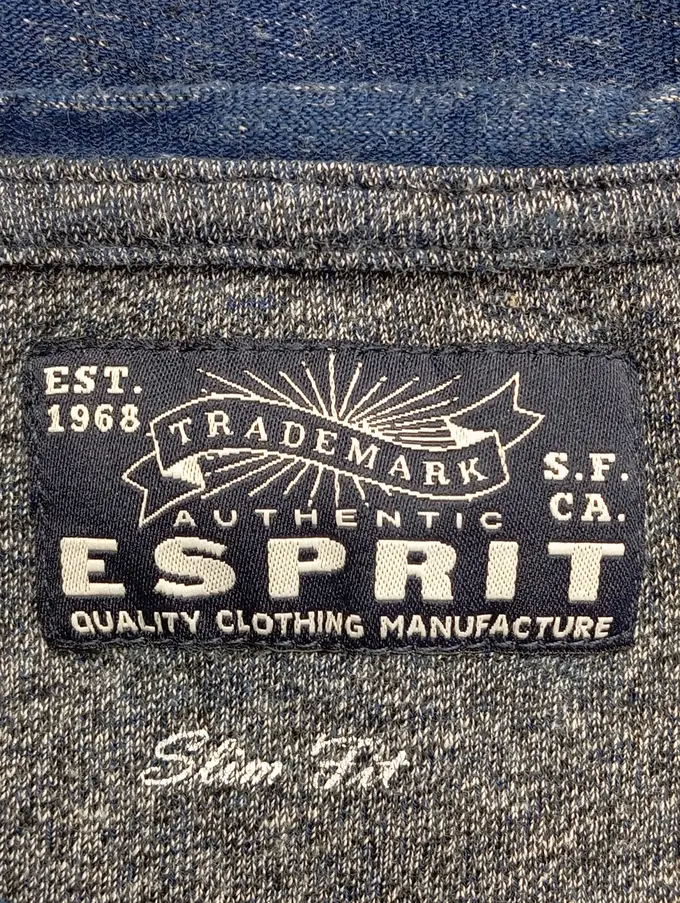 EST.
1968
TRADEMARK
S.F.
CA.
AUTHENTIC
ESPRIT
QUALITY CLOTHING MANUFACTURE
Slim Fit